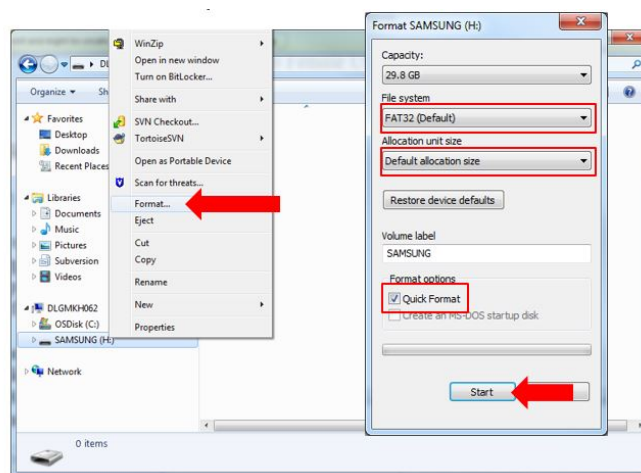 Organize
Sh
Favorites
Desktop
Downloads
Recent Places
Libraries
Documents
Music
Pictures
Subversion
Videos
DLGMKH062
OSDisk (C:)
SAMSUNG (H:)
Network
0 items
WinZip
Open in new window
Turn on BitLocker...
Share with
SVN Checkout...
TortoiseSVN
Open as Portable Device
Scan for threats...
Format...
Eject
Cut
Copy
Rename
New
Properties
Format SAMSUNG (H:)
Capacity:
29.8 GB
File system
FAT32 (Default)
Allocation unit size
Default allocation size
Restore device defaults
Volume label
SAMSUNG
Format options
Quick Format
Create an MS-DOS startup disk
Start